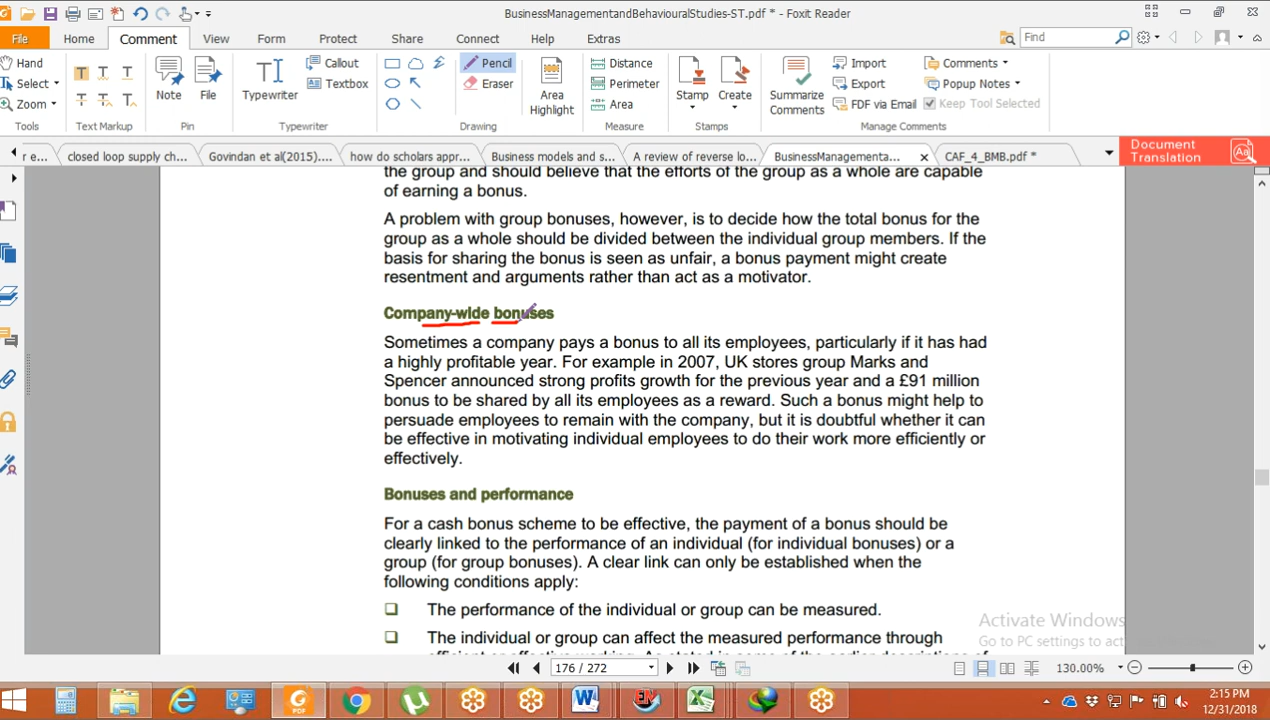 BusinessManagementandBehaviouralStudies-ST.pdf * - Foxit Reader
File Home Comment View Form Protect Share Connect Help Extras Find
Hand
Select
Zoom
Tools
Text Markup
Note
File
Pin
Typewriter
Callout
Textbox
Typewriter
Pencil
Eraser
Area
Highlight
Drawing
Distance
Perimeter
Area
Measure
Stamp
Create
Stamps
Summarize
Comments
Import
Export
FDF via Email
Comments
Popup Notes
Keep Tool Selected
Manage Comments
r e... closed loop supply ch... Govindan et al(2015).... how do scholars appr... Business models and s... A review of reverse lo... BusinessManagementa... CAF_4_BMB.pdf *
Document
Translation
the group and should believe that the efforts of the group as a whole are capable
of earning a bonus.
A problem with group bonuses, however, is to decide how the total bonus for the
group as a whole should be divided between the individual group members. If the
basis for sharing the bonus is seen as unfair, a bonus payment might create
resentment and arguments rather than act as a motivator.
Company-wide bonuses
Sometimes a company pays a bonus to all its employees, particularly if it has had
a highly profitable year. For example in 2007, UK stores group Marks and
Spencer announced strong profits growth for the previous year and a £91 million
bonus to be shared by all its employees as a reward. Such a bonus might help to
persuade employees to remain with the company, but it is doubtful whether it can
be effective in motivating individual employees to do their work more efficiently or
effectively.
Bonuses and performance
For a cash bonus scheme to be effective, the payment of a bonus should be
clearly linked to the performance of an individual (for individual bonuses) or a
group (for group bonuses). A clear link can only be established when the
following conditions apply:
The performance of the individual or group can be measured.
The individual or group can affect the measured performance through
Activate Windows
Go to PC settings to
176 / 272
130.00%
2:15 PM
12/31/2018